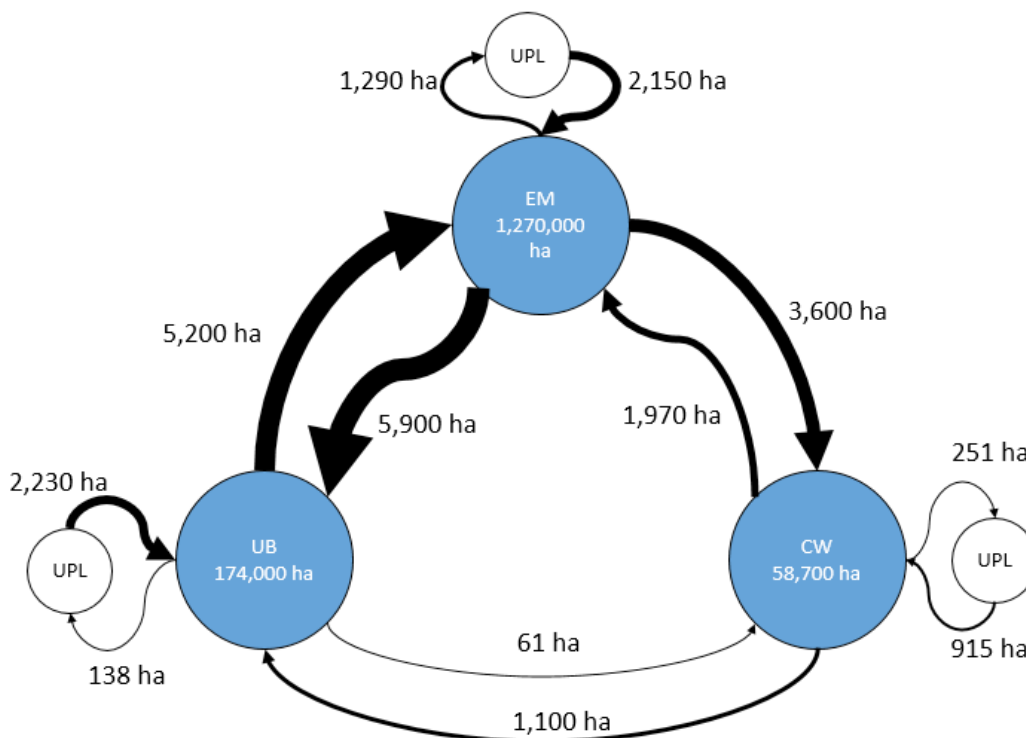 UPL
1,290 ha
2,150 ha
EM
1,270,000
ha
5,200 ha
3,600 ha
5,900 ha
1,970 ha
251 ha
2,230 ha
UPL
UB
174,000 ha
CW
58,700 ha
UPL
138 ha
61 ha
915 ha
1,100 ha